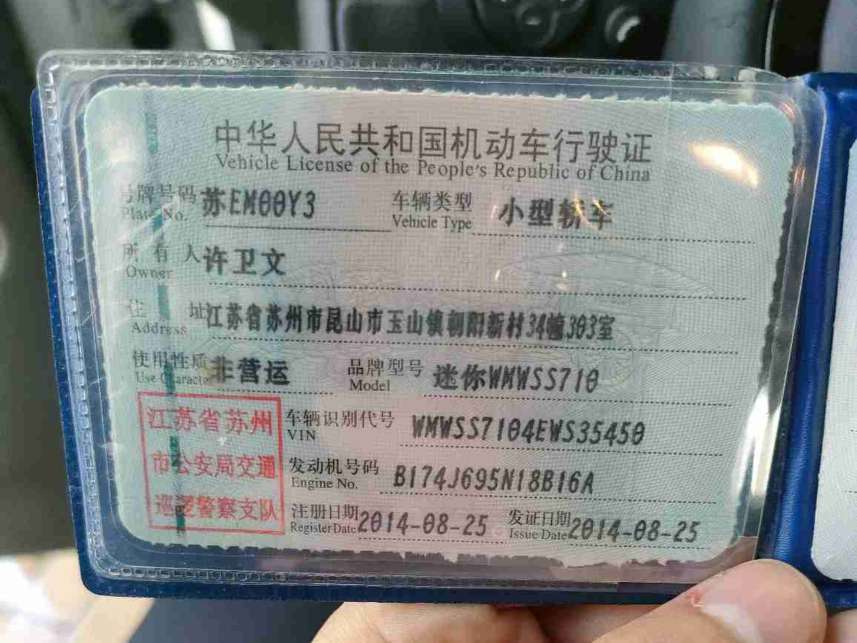 中华人民共和国机动车行驶证
Vehicle License of the People's Republic of China
号牌号码 苏EM00Y3 车辆类型 小型轿车
Plate No. Vehicle Type
所有人 许卫文
Owner
住址 江苏省苏州市昆山市玉山镇朝阳新村34幢303室
Address
使用性质 非营运 品牌型号 迷你WMWSS710
Use Character Model
江苏省苏州
市公安局交通
巡逻警察支队
车辆识别代号 WMWSS7104EWS35450
VIN
发动机号码 B174J695N18B16A
Engine No.
注册日期 2014-08-25 发证日期 2014-08-25
Register Date Issue Date